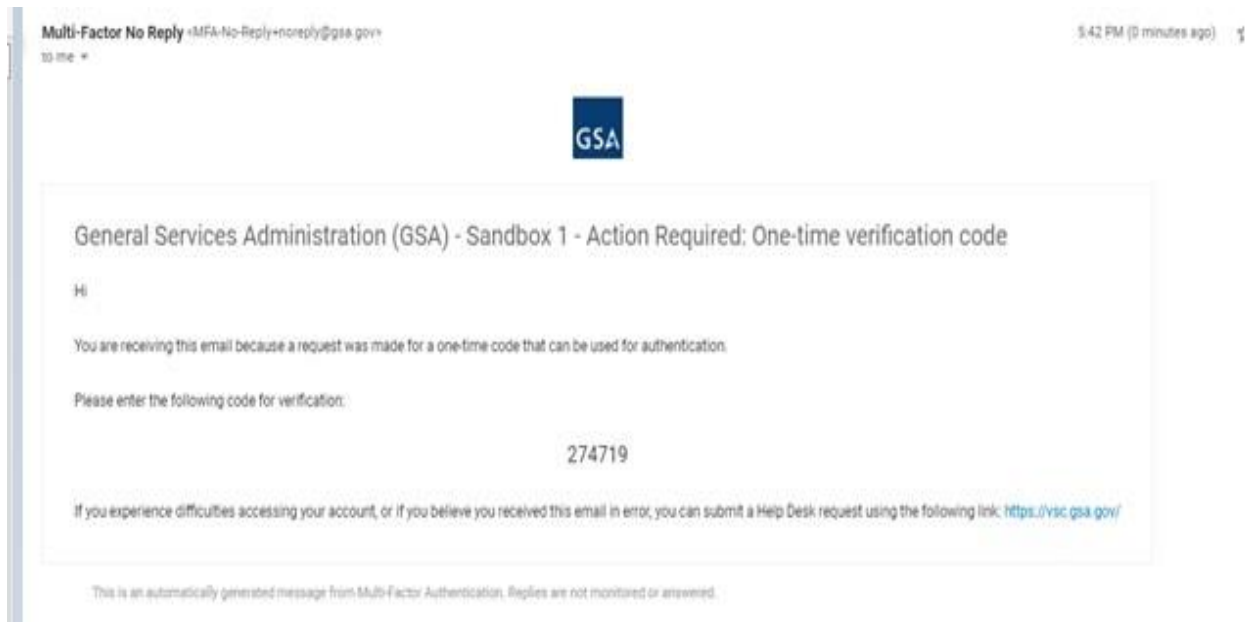 Multi-Factor No Reply <MFA-No-Reply+noreply@gsa.gov>
5:42 PM (0 minutes ago)
to me
GSA
General Services Administration (GSA) - Sandbox 1 - Action Required: One-time verification code
Hi
You are receiving this email because a request was made for a one-time code that can be used for authentication.
Please enter the following code for verification:
274719
If you experience difficulties accessing your account, or if you believe you received this email in error, you can submit a Help Desk request using the following link: https://vsc.gsa.gov/
This is an automatically generated message from Multi-Factor Authentication. Replies are not monitored or answered.